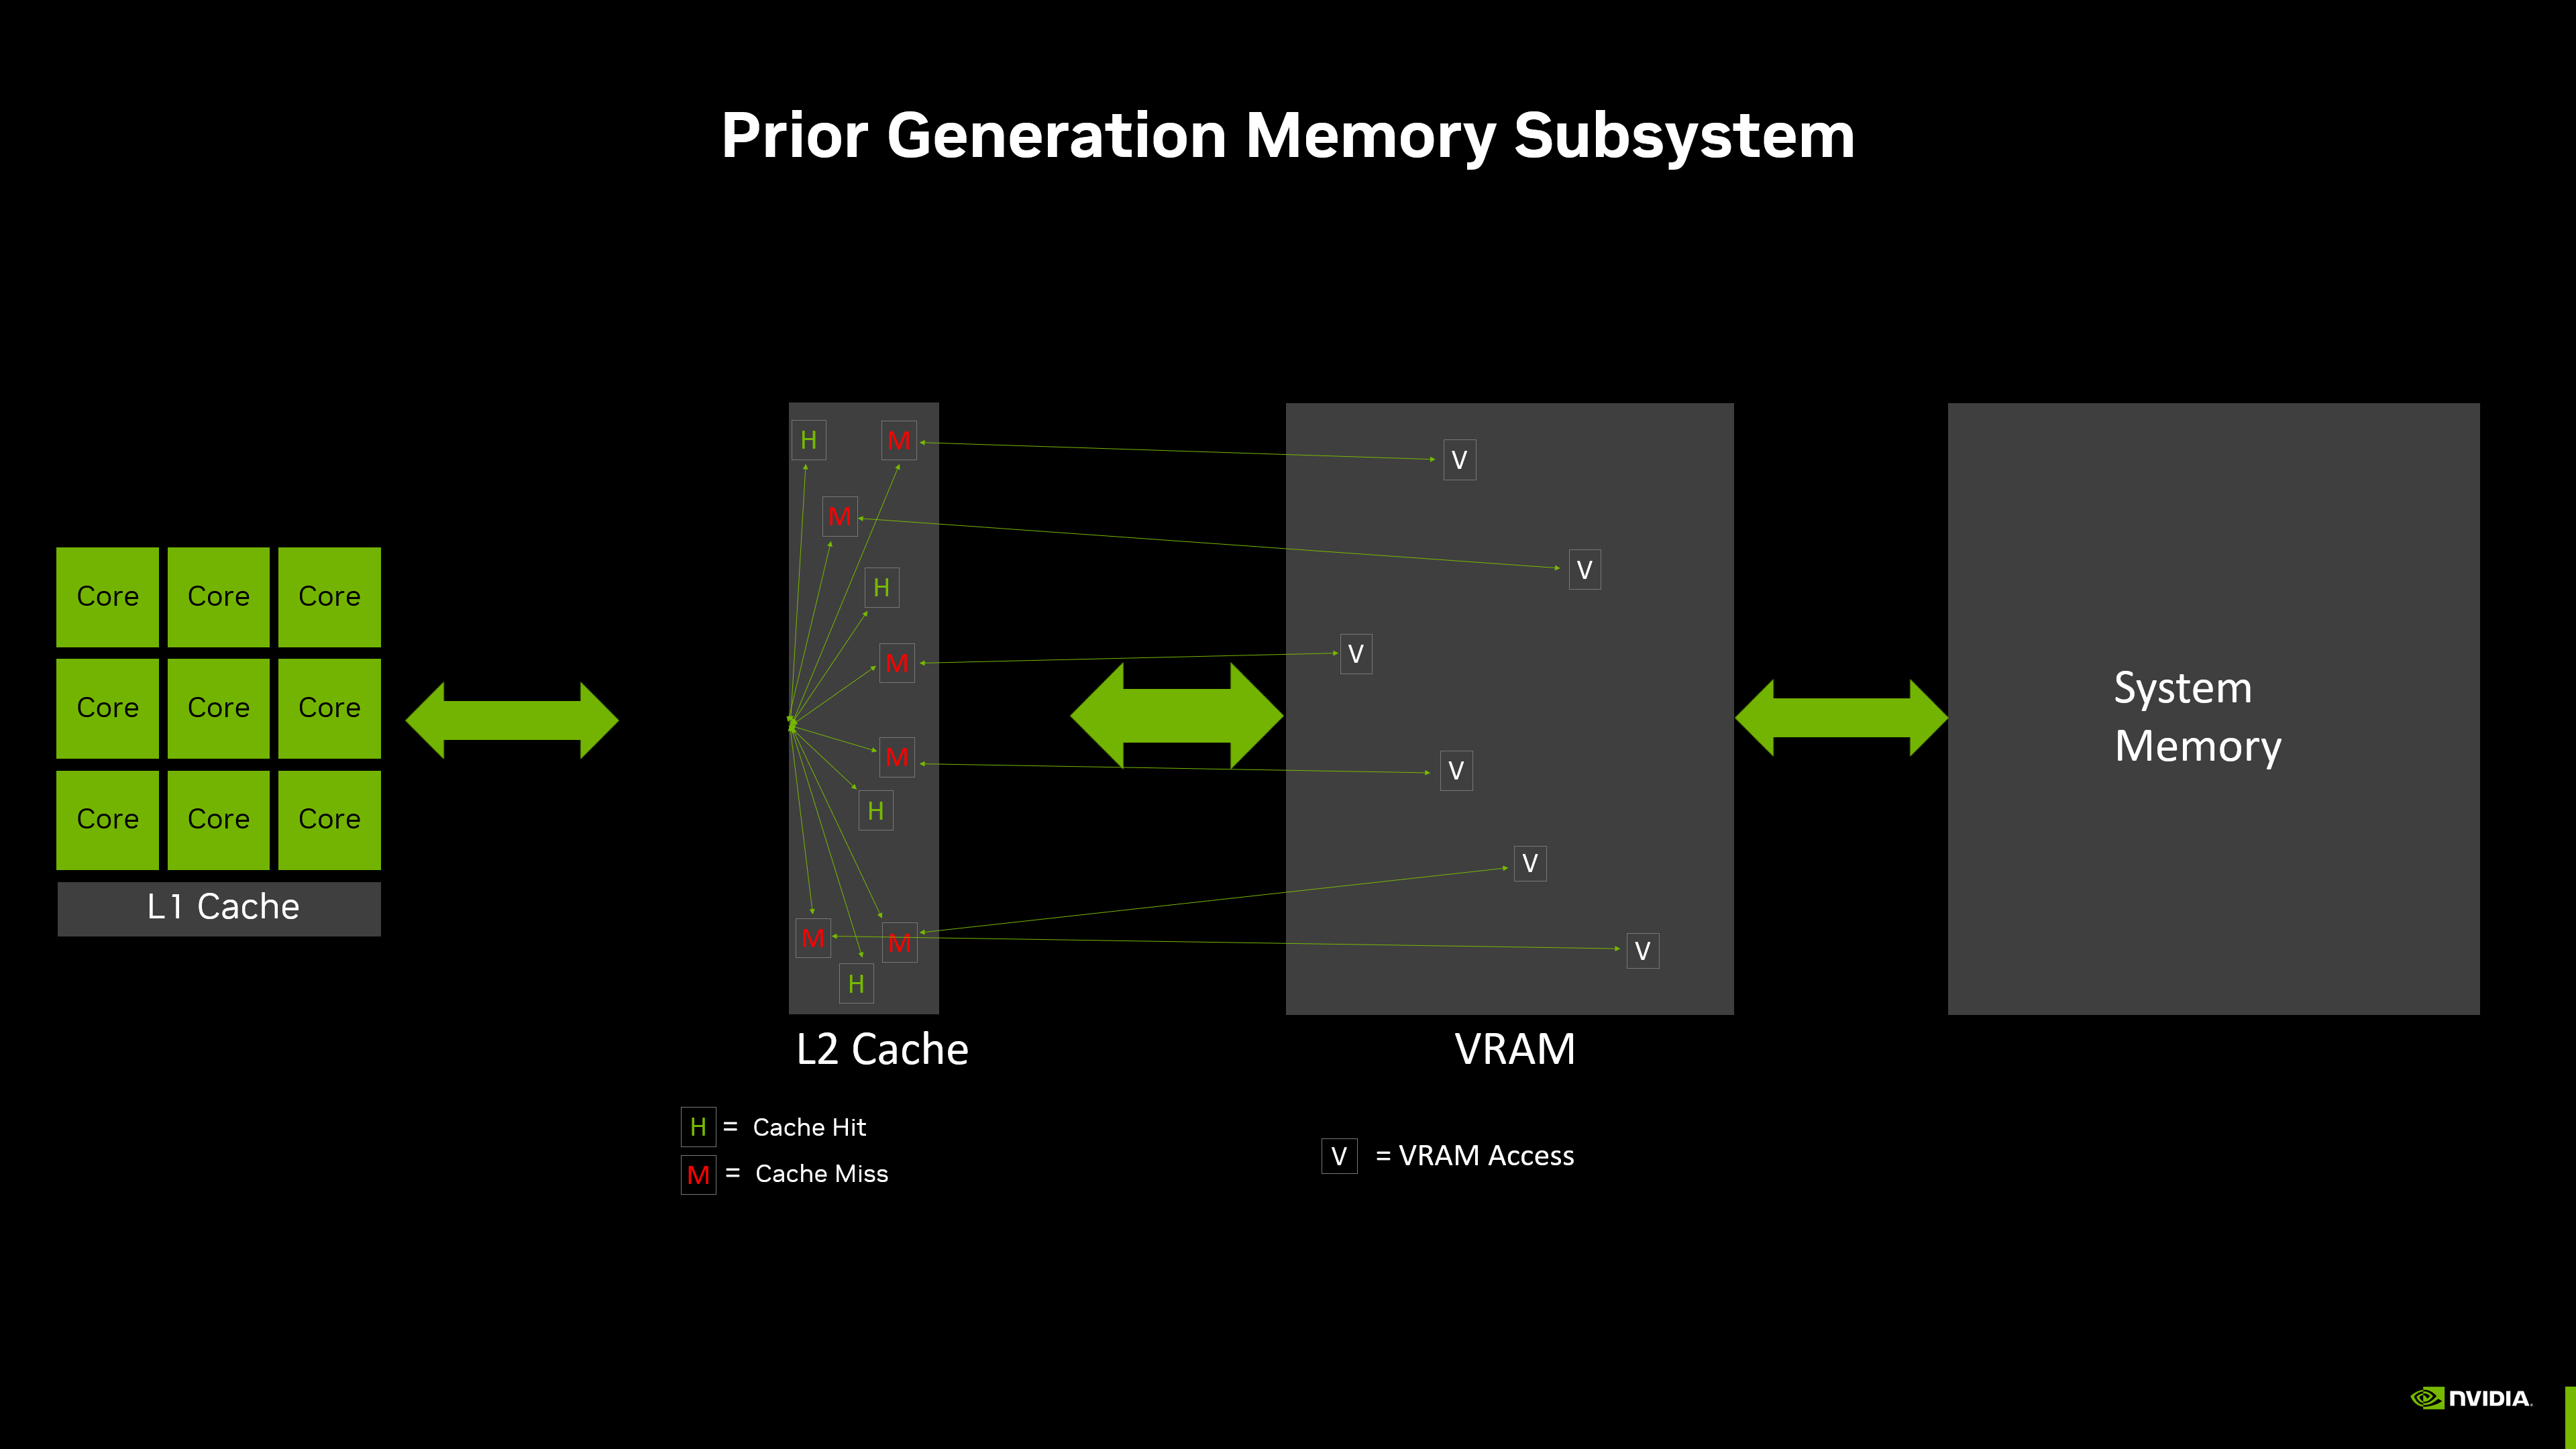 Prior Generation Memory Subsystem
Core Core Core
Core Core Core
Core Core Core
L1 Cache
H M
M
H
M
M
H
M M
H
L2 Cache
H = Cache Hit
M = Cache Miss
V
V
V
V
V
V
VRAM
V = VRAM Access
System
Memory
NVIDIA.